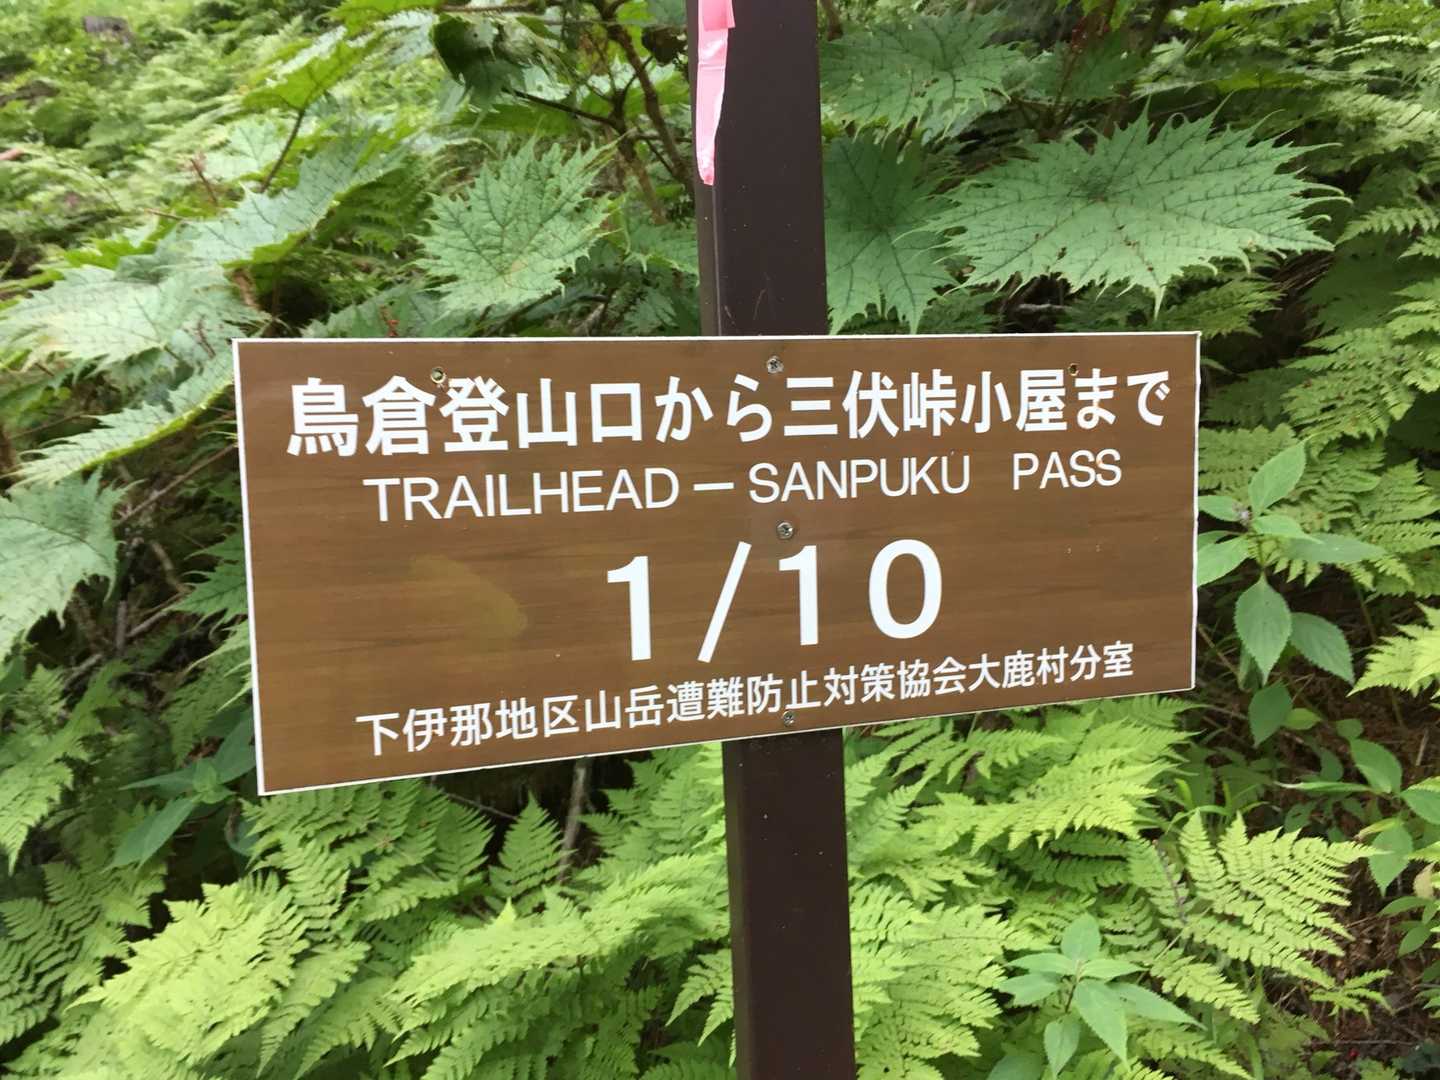 鳥倉登山口から三伏峠小屋まで
TRAILHEAD − SANPUKU PASS
1/10
下伊那地区山岳遭難防止対策協会大鹿村分室